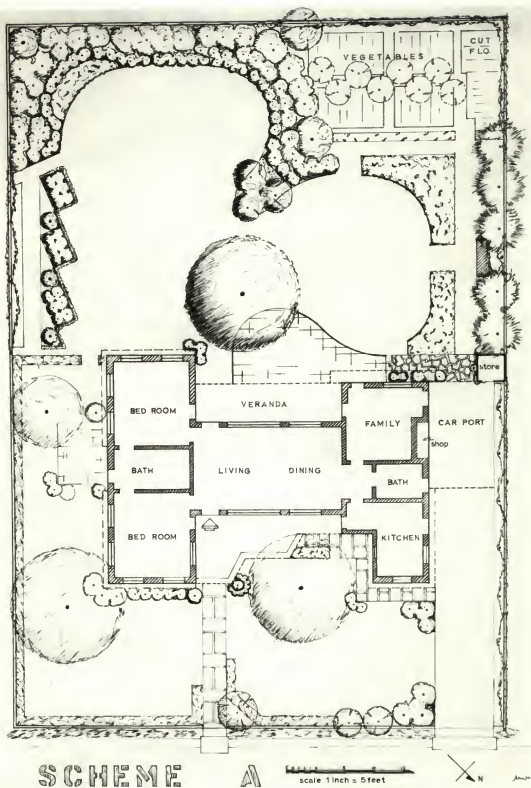 CUT
FLO.
VEGETABLES
store
BED ROOM
VERANDA
FAMILY
CAR PORT
shop
BATH
LIVING
DINING
BATH
BED ROOM
KITCHEN
SCHEME A
scale 1 inch = 5 feet
N